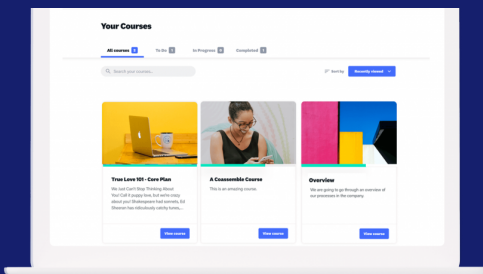 Your Courses
All courses
To Do
In Progress
Completed
Search your courses...
Sort by
Recently viewed
True Love 101 - Core Plan
We Just Can't Stop Thinking About
You! Call it puppy love, but we're crazy
about you! Shakespeare had sonnets, Ed
Sheeran has ridiculously catchy tunes,...
View course
A Coassemble Course
This is an amazing course.
View course
Overview
We are going to go through an overview of
our processes in the company.
View course